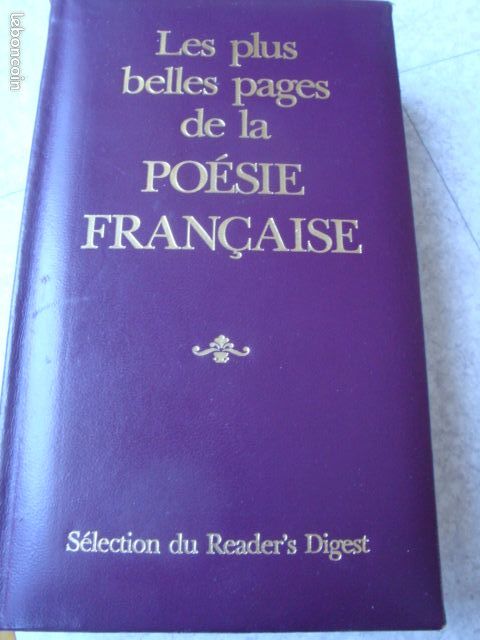 leboncoin
Les plus
belles pages
de la
POÉSIE
FRANÇAISE
Sélection du Reader's Digest